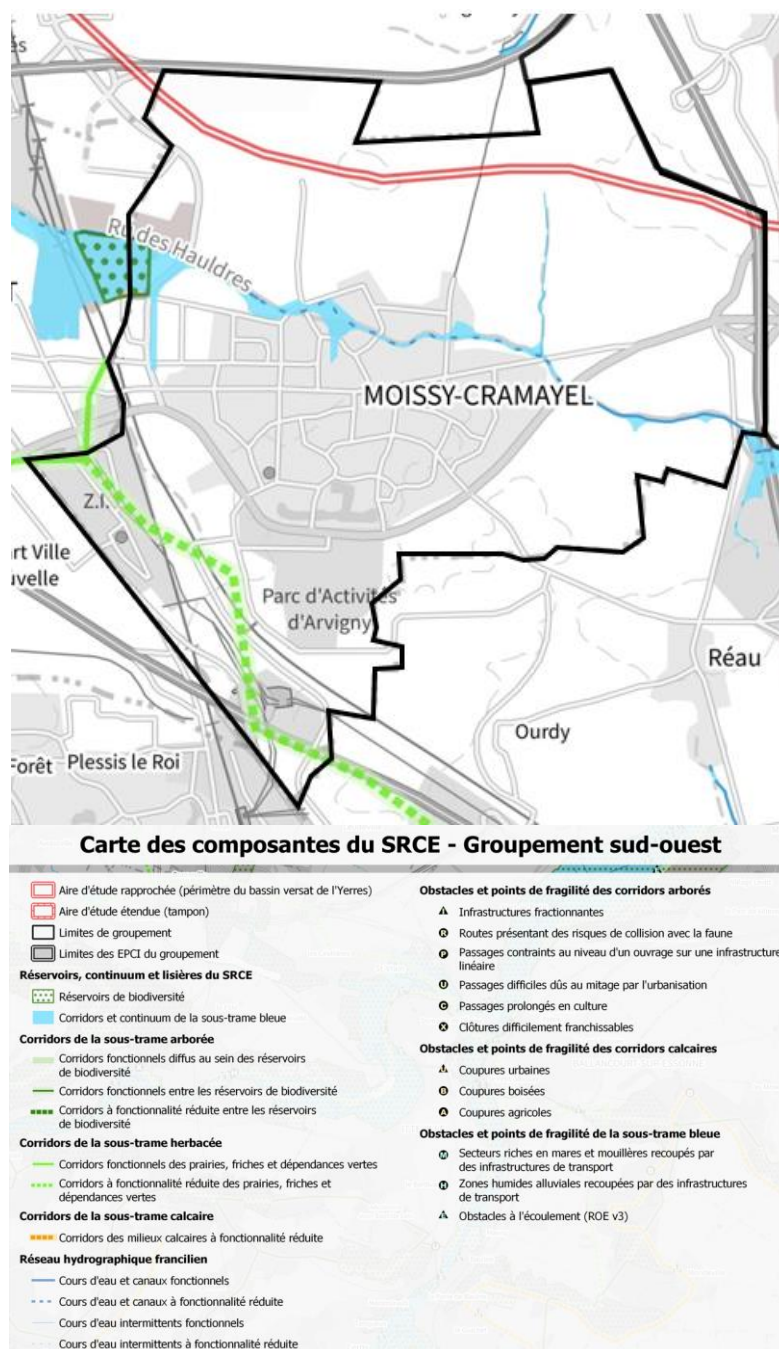 és
Ru des Hauldres
MOISSY-CRAMAYEL
Z.I.
rt Ville
uvelle
Parc d'Activités
d'Arvigny
Réau
Ourdy
Forêt
Plessis le Roi
Carte des composantes du SRCE - Groupement sud-ouest
Aire d'étude rapprochée (périmètre du bassin versat de l'Yerres)
Aire d'étude étendue (tampon)
Limites de groupement
Limites des EPCI du groupement
Réservoirs, continuum et lisières du SRCE
Réservoirs de biodiversité
Corridors et continuum de la sous-trame bleue
Corridors de la sous-trame arborée
Corridors fonctionnels diffus au sein des réservoirs
de biodiversité
Corridors fonctionnels entre les réservoirs de biodiversité
Corridors à fonctionnalité réduite entre les réservoirs
de biodiversité
Corridors de la sous-trame herbacée
Corridors fonctionnels des prairies, friches et dépendances vertes
Corridors à fonctionnalité réduite des prairies, friches et
dépendances vertes
Corridors de la sous-trame calcaire
Corridors des milieux calcaires à fonctionnalité réduite
Réseau hydrographique francilien
Cours d'eau et canaux fonctionnels
Cours d'eau et canaux à fonctionnalité réduite
Cours d'eau intermittents fonctionnels
Cours d'eau intermittents à fonctionnalité réduite
Obstacles et points de fragilité des corridors arborés
Infrastructures fractionnantes
R Routes présentant des risques de collision avec la faune
P Passages contraints au niveau d'un ouvrage sur une infrastructure
linéaire
U Passages difficiles dûs au mitage par l'urbanisation
C Passages prolongés en culture
X Clôtures difficilement franchissables
Obstacles et points de fragilité des corridors calcaires
Coupures urbaines
B Coupures boisées
A Coupures agricoles
Obstacles et points de fragilité de la sous-trame bleue
M Secteurs riches en mares et mouillères recoupés par
des infrastructures de transport
H Zones humides alluviales recoupées par des infrastructures
de transport
Obstacles à l'écoulement (ROE v3)